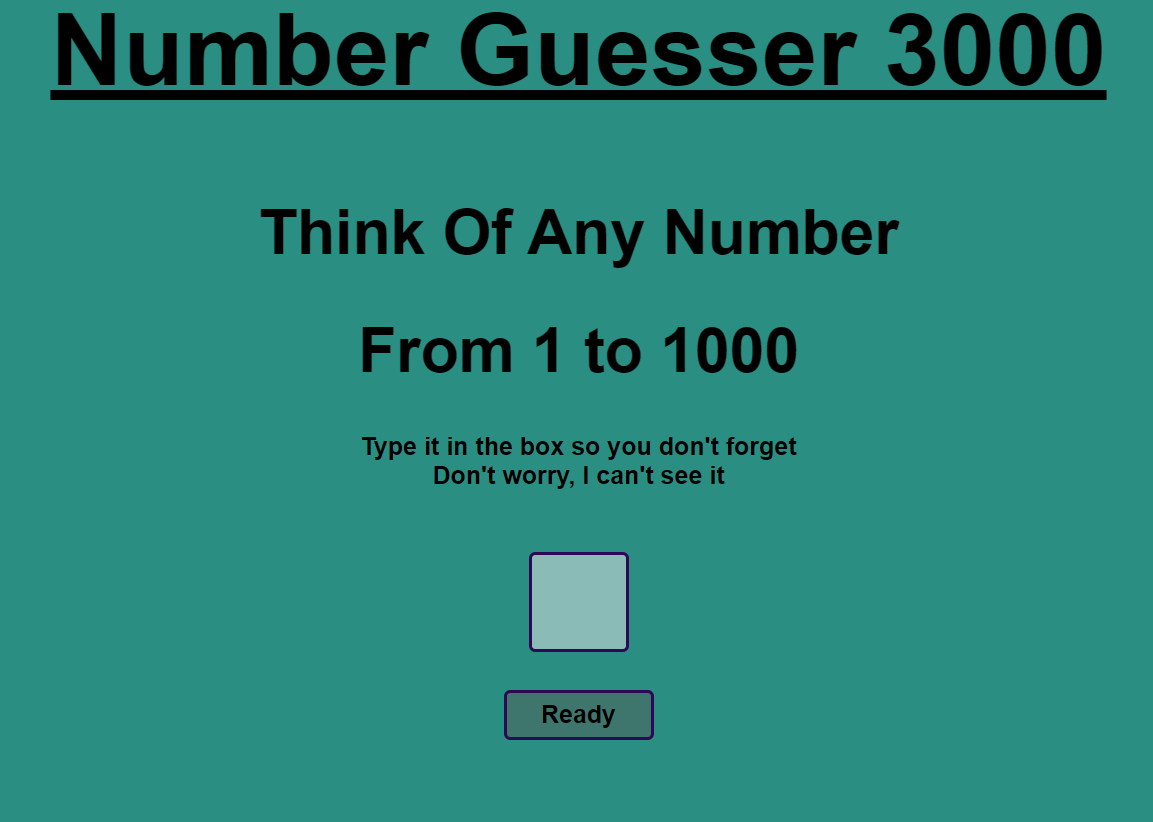 Number Guesser 3000
Think Of Any Number
From 1 to 1000
Type it in the box so you don't forget
Don't worry, I can't see it
Ready